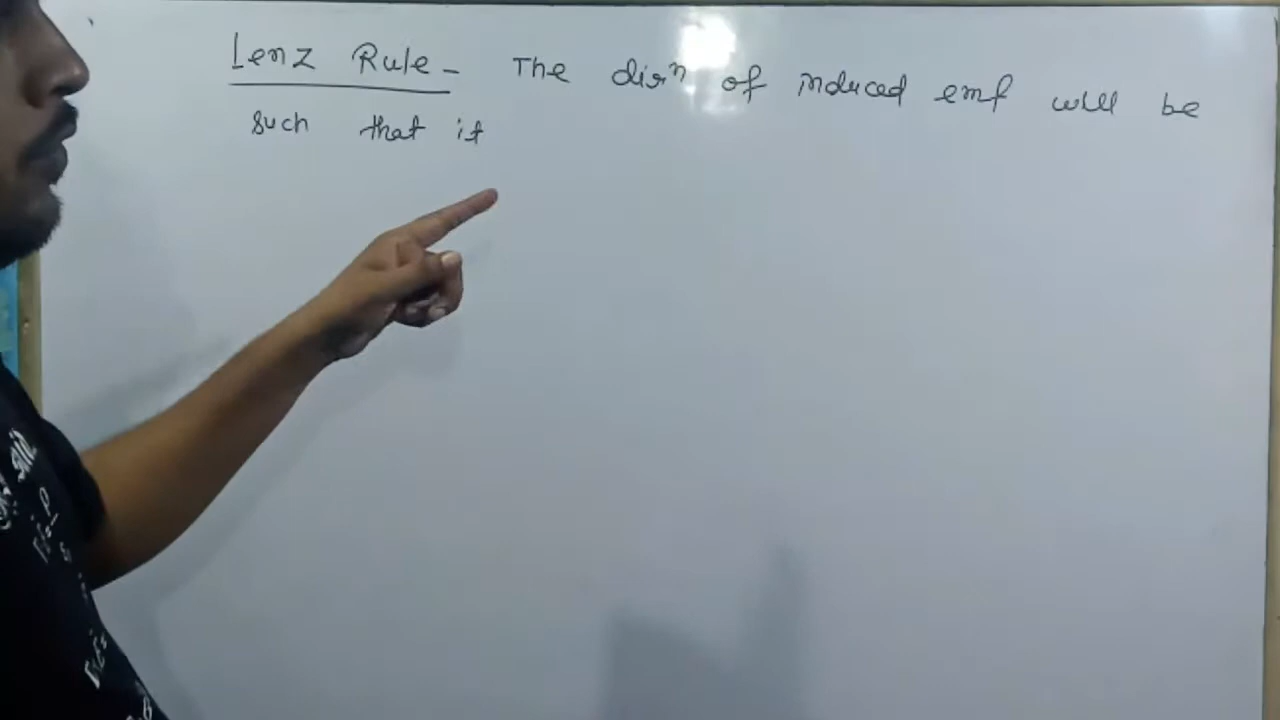 Lenz Rule - The dirn of induced emf will be
such that it